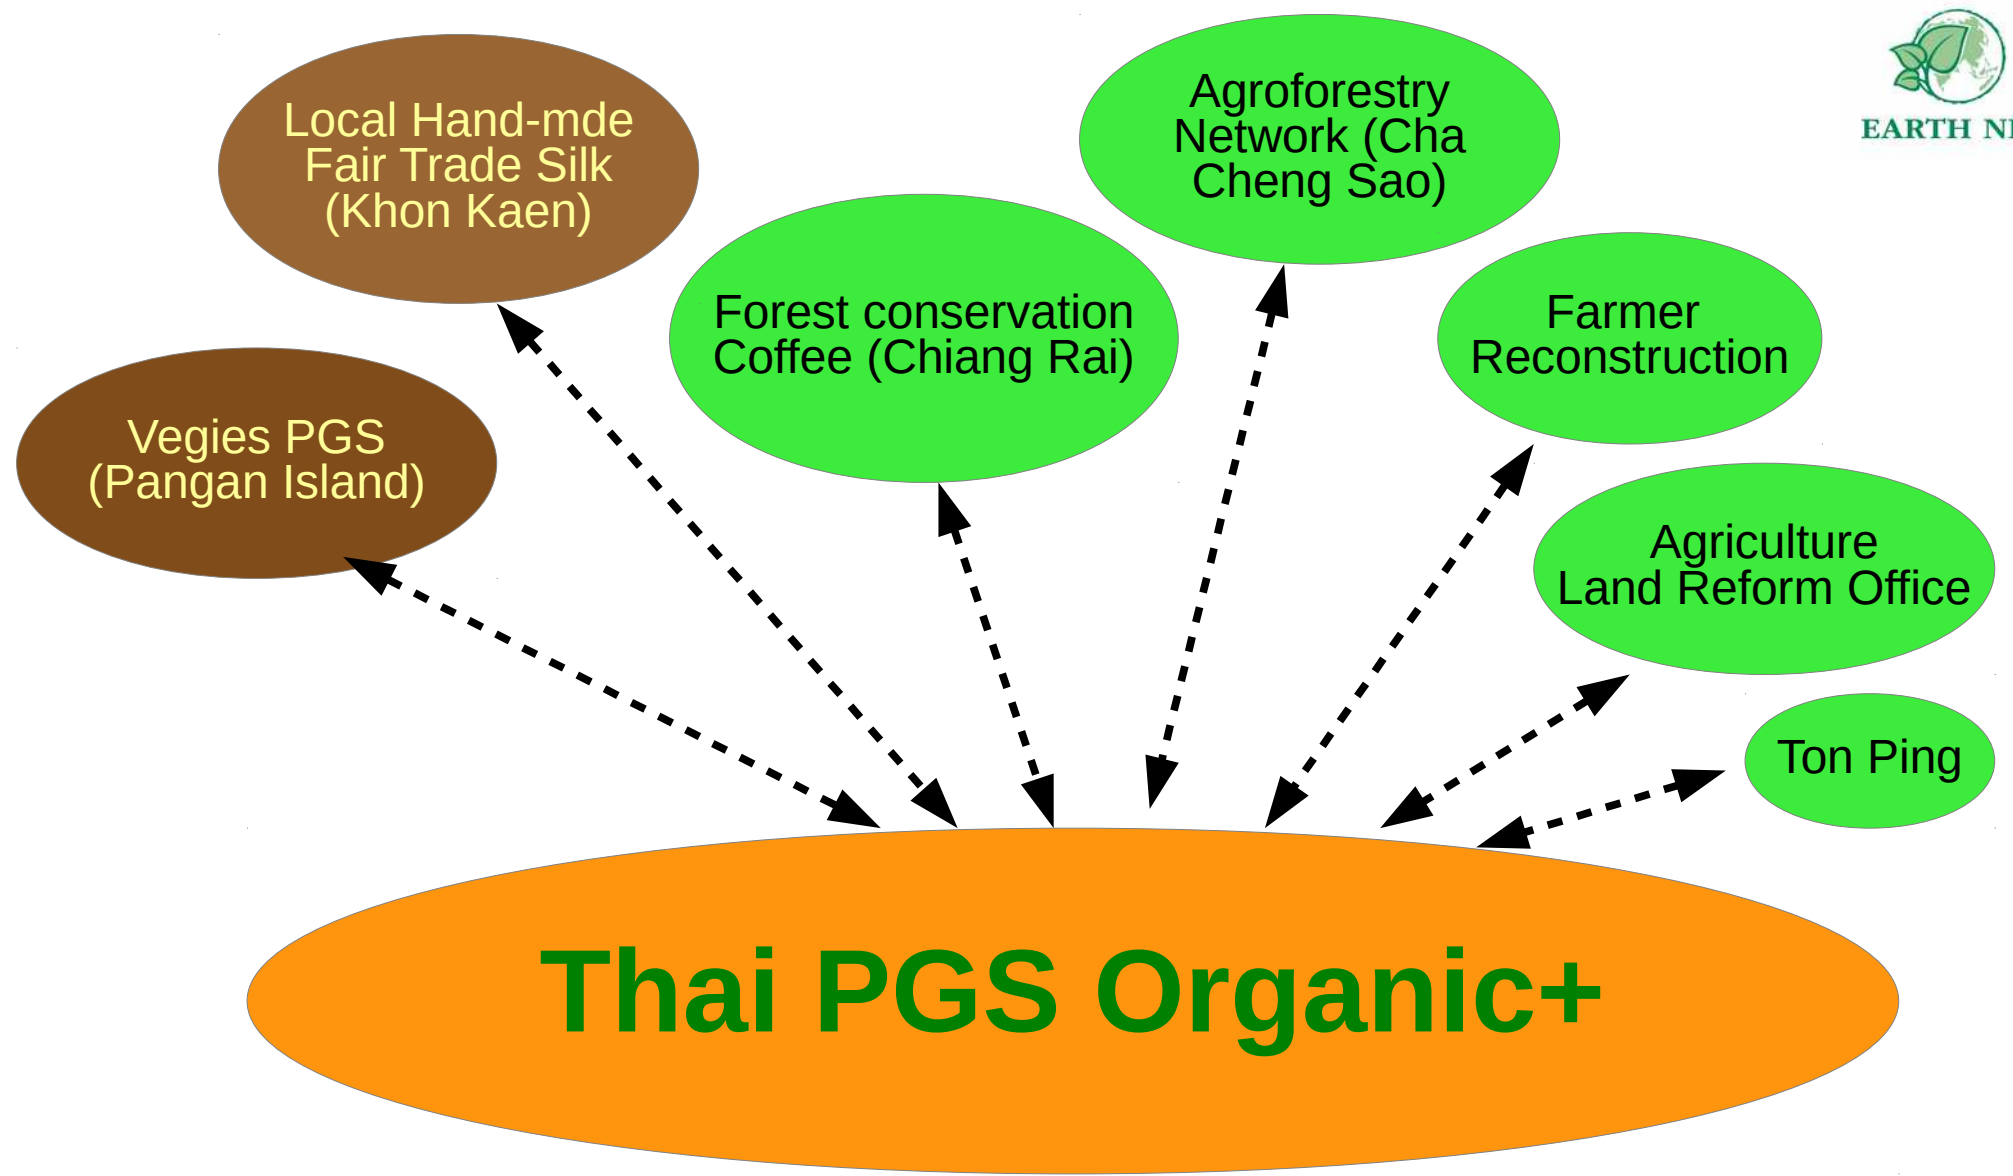 Local Hand-mde
Fair Trade Silk
(Khon Kaen)
Agroforestry
Network (Cha
Cheng Sao)
EARTH
Forest conservation
Coffee (Chiang Rai)
Farmer
Reconstruction
Vegies PGS
(Pangan Island)
Agriculture
Land Reform Office
Ton Ping
Thai PGS Organic+